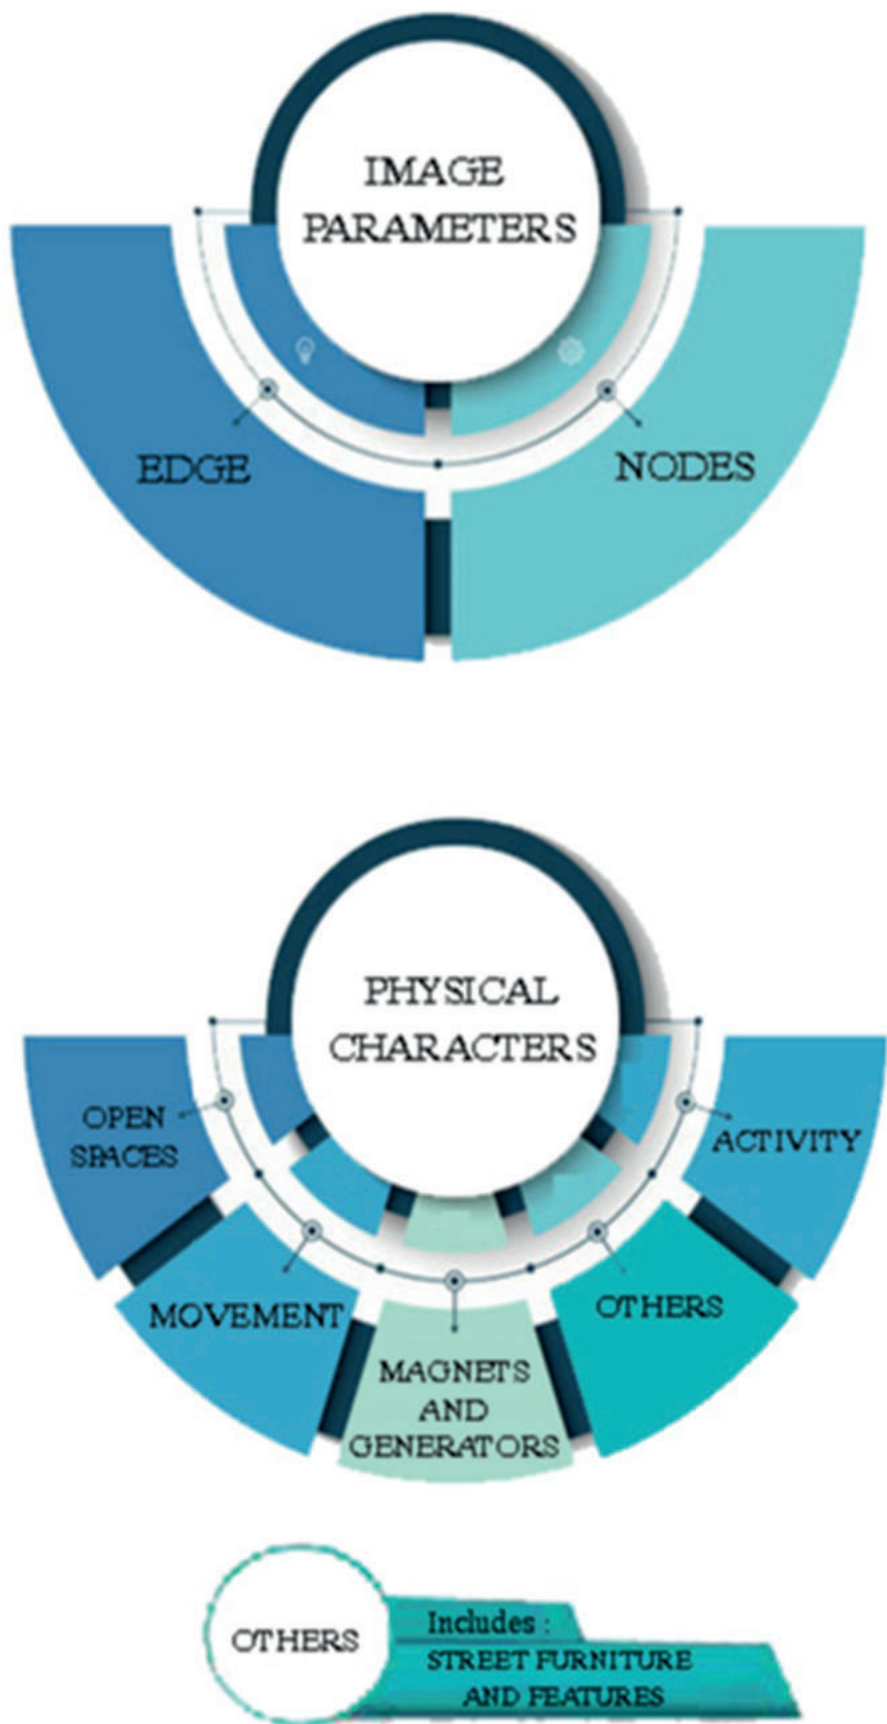 IMAGE
PARAMETERS
EDGE
NODES
PHYSICAL
CHARACTERS
OPEN
SPACES
ACTIVITY
MOVEMENT
OTHERS
MAGNETS
AND
GENERATORS
OTHERS
Includes :
STREET FURNITURE
AND FEATURES